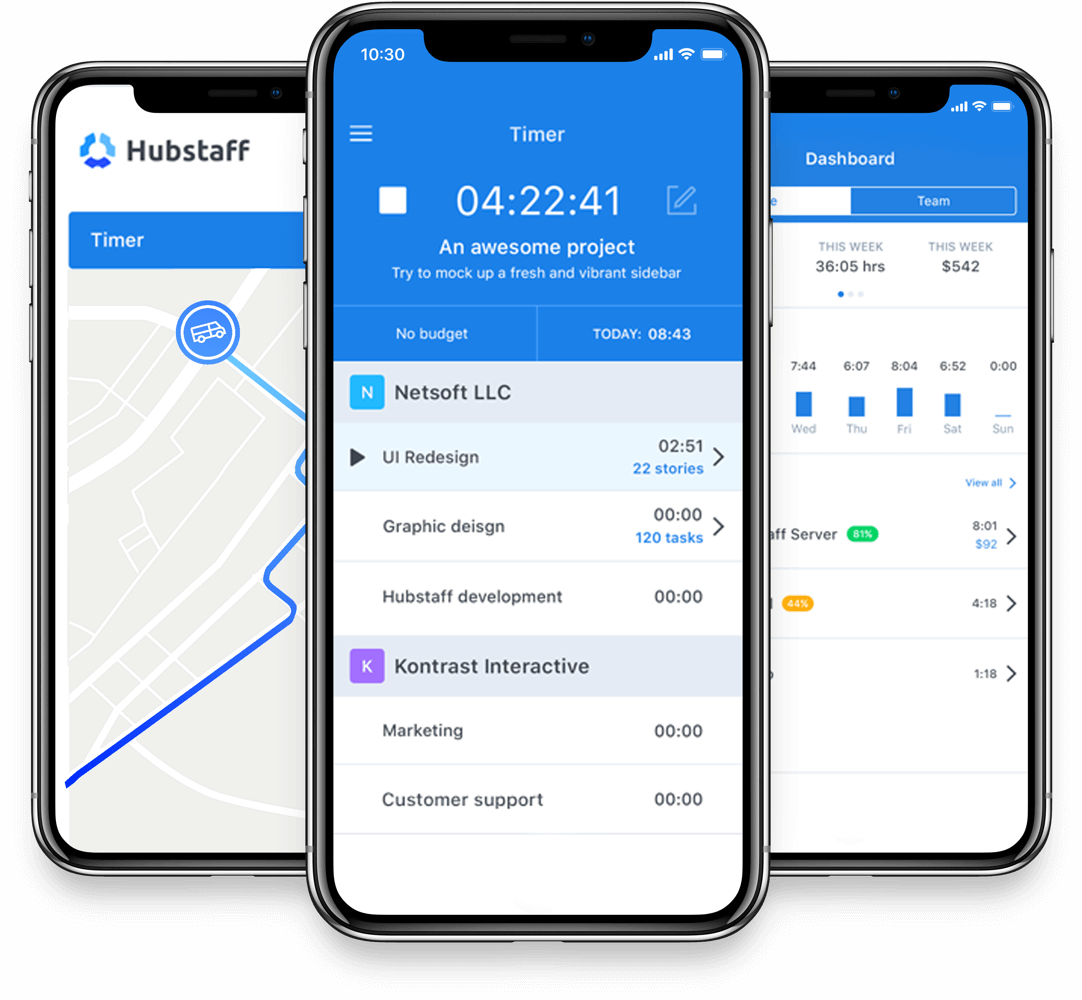 Hubstaff
Timer
10:30
Timer
04:22:41
An awesome project
Try to mock up a fresh and vibrant sidebar
No budget
TODAY: 08:43
N Netsoft LLC
UI Redesign 02:51
22 stories
Graphic deisgn 00:00
120 tasks
Hubstaff development 00:00
K Kontrast Interactive
Marketing 00:00
Customer support 00:00
Dashboard
e Team
THIS WEEK THIS WEEK
36:05 hrs $542
7:44 6:07 8:04 6:52 0:00
Wed Thu Fri Sat Sun
View all
aff Server 81% 8:01
$92
44% 4:18
1:18